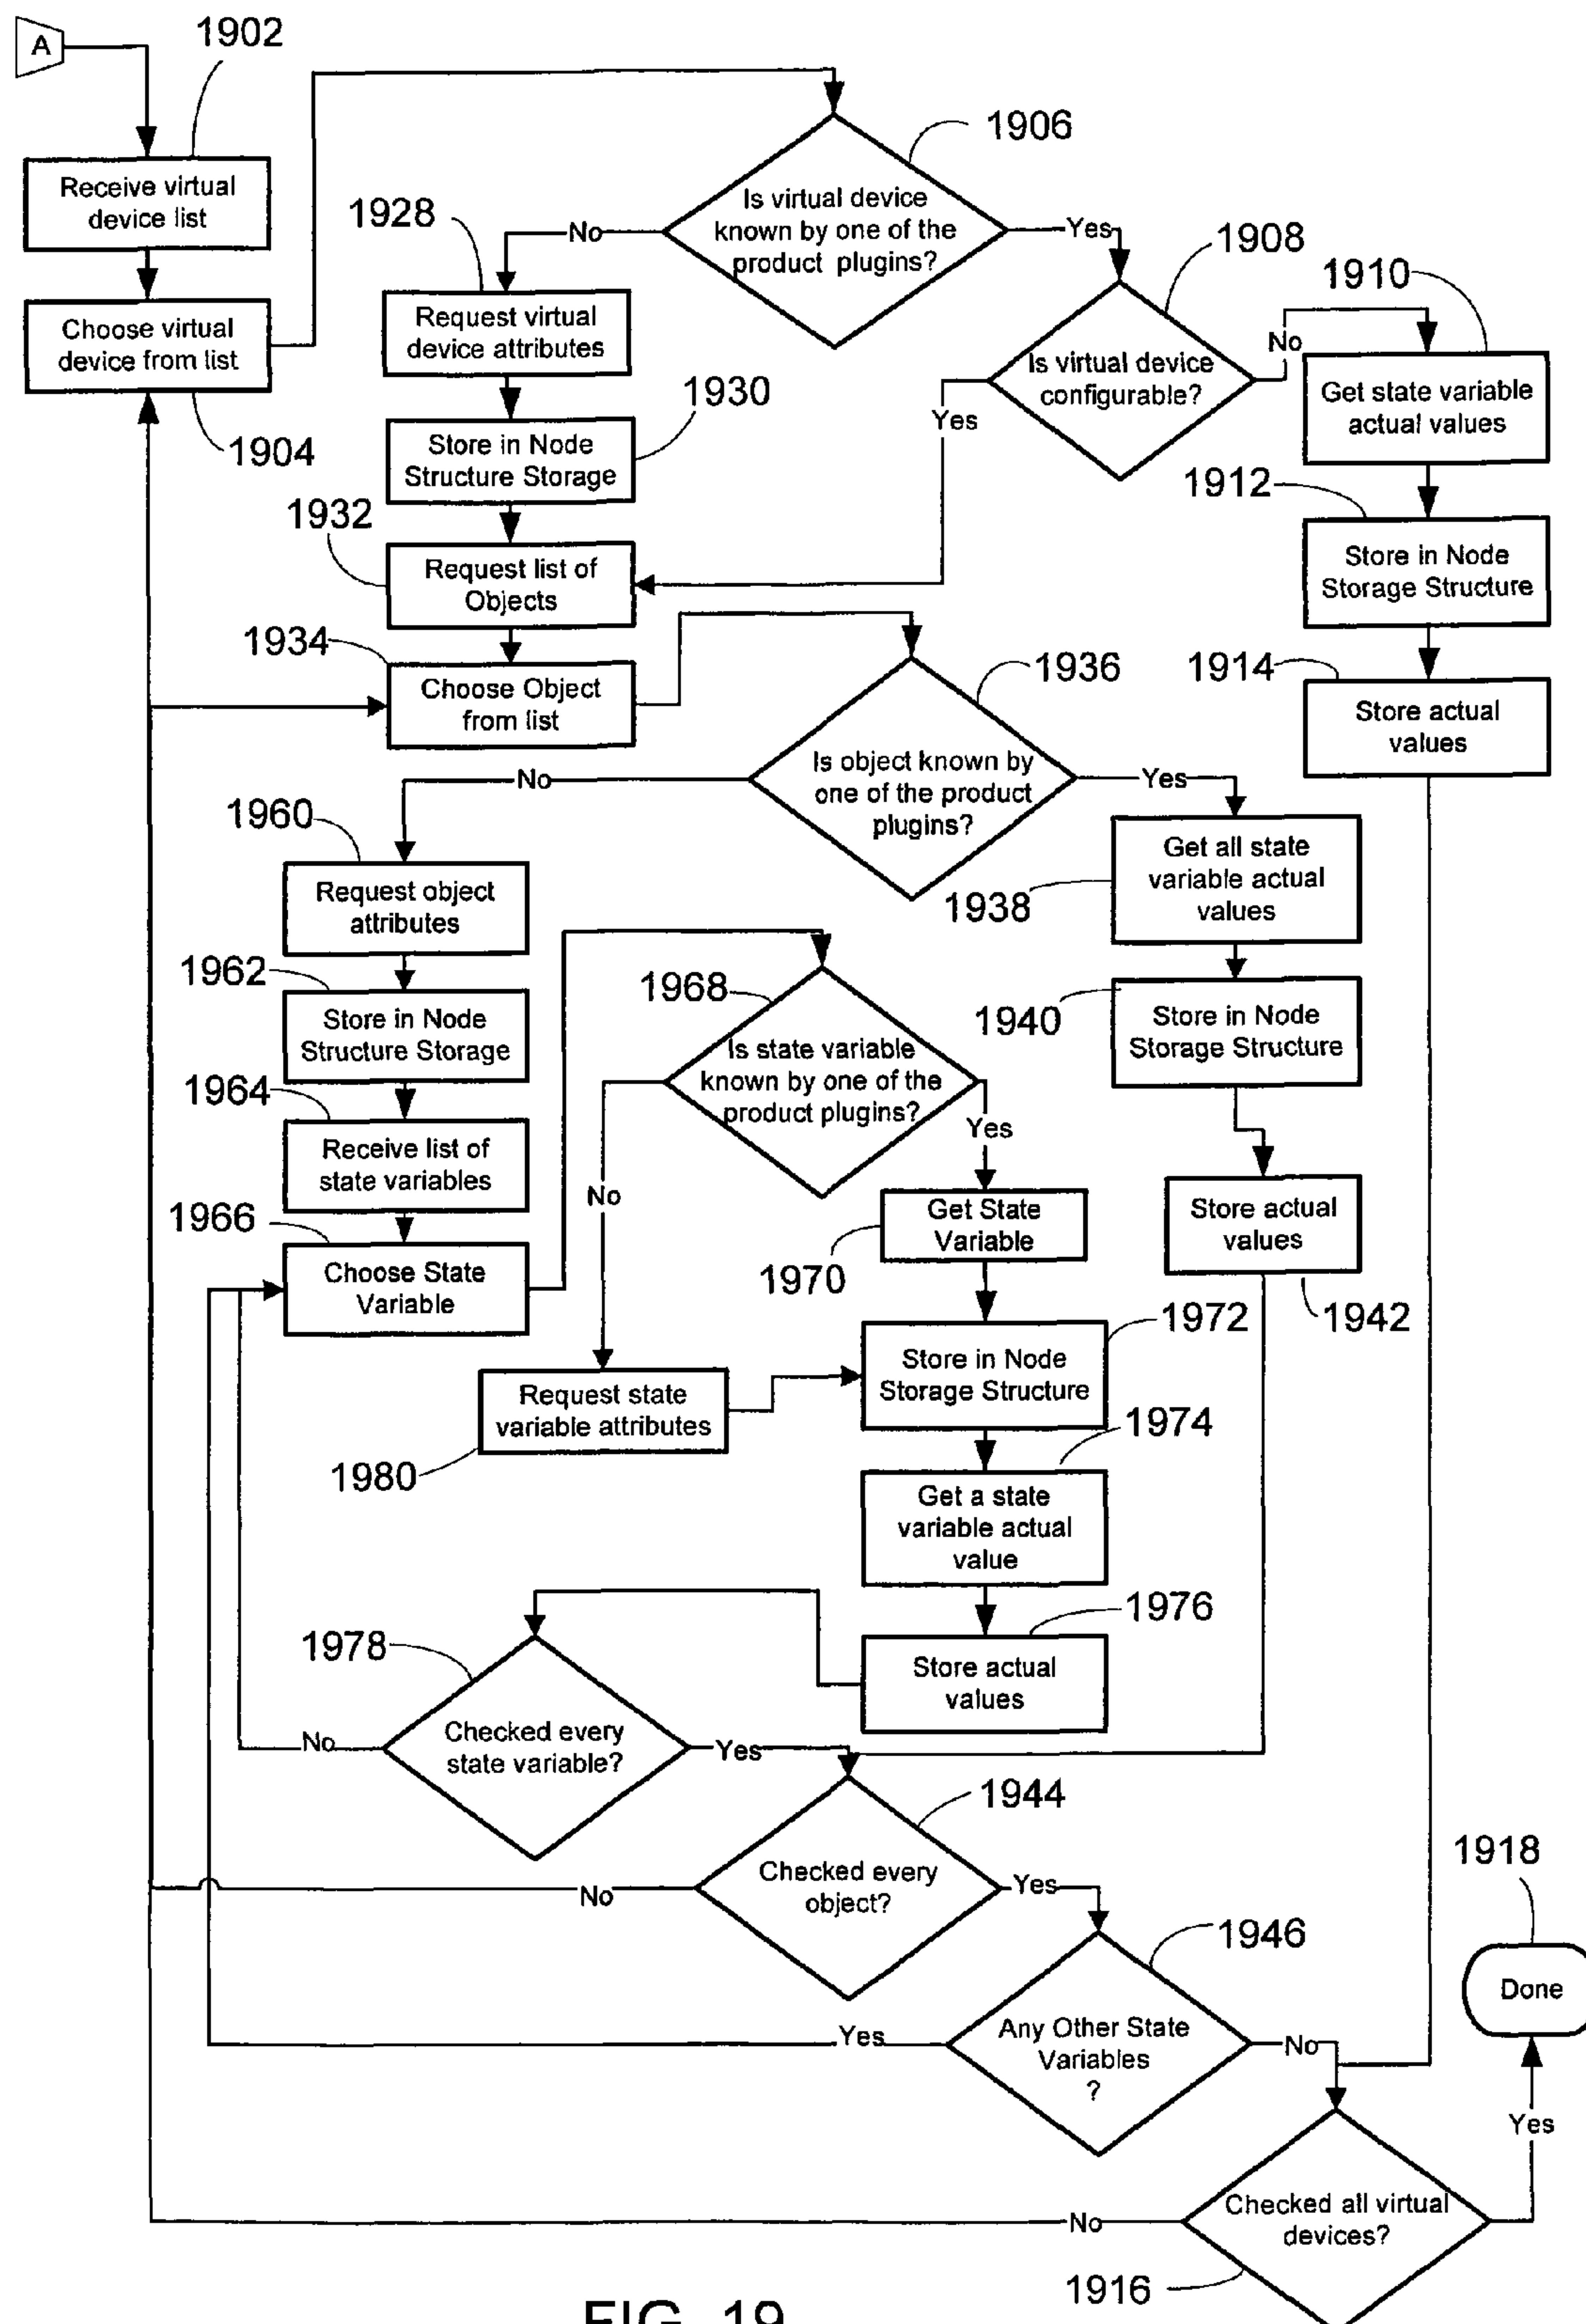 A
1902
Receive virtual
device list
Choose virtual
device from list
1904
1906
Is virtual device
known by one of the
product plugins?
No
Yes
1928
Request virtual
device attributes
1930
Store in Node
Structure Storage
1932
Request list of
Objects
1934
Choose Object
from list
1908
Is virtual device
configurable?
Yes
No
1910
Get state variable
actual values
1912
Store in Node
Storage Structure
1914
Store actual
values
1936
Is object known by
one of the product
plugins?
No
Yes
1960
Request object
attributes
1962
Store in Node
Structure Storage
1964
Receive list of
state variables
1966
Choose State
Variable
1938
Get all state
variable actual
values
1940
Store in Node
Storage Structure
Store actual
values
1942
1968
Is state variable
known by one of the
product plugins?
No
Yes
Get State
Variable
1970
1972
Store in Node
Storage Structure
Request state
variable attributes
1980
1974
Get a state
variable actual
value
1976
Store actual
values
1978
Checked every
state variable?
No
Yes
1944
Checked every
object?
No
Yes
1946
Any Other State
Variables
?
Yes
No
1918
Done
Yes
Checked all virtual
devices?
No
1916
FIG. 19